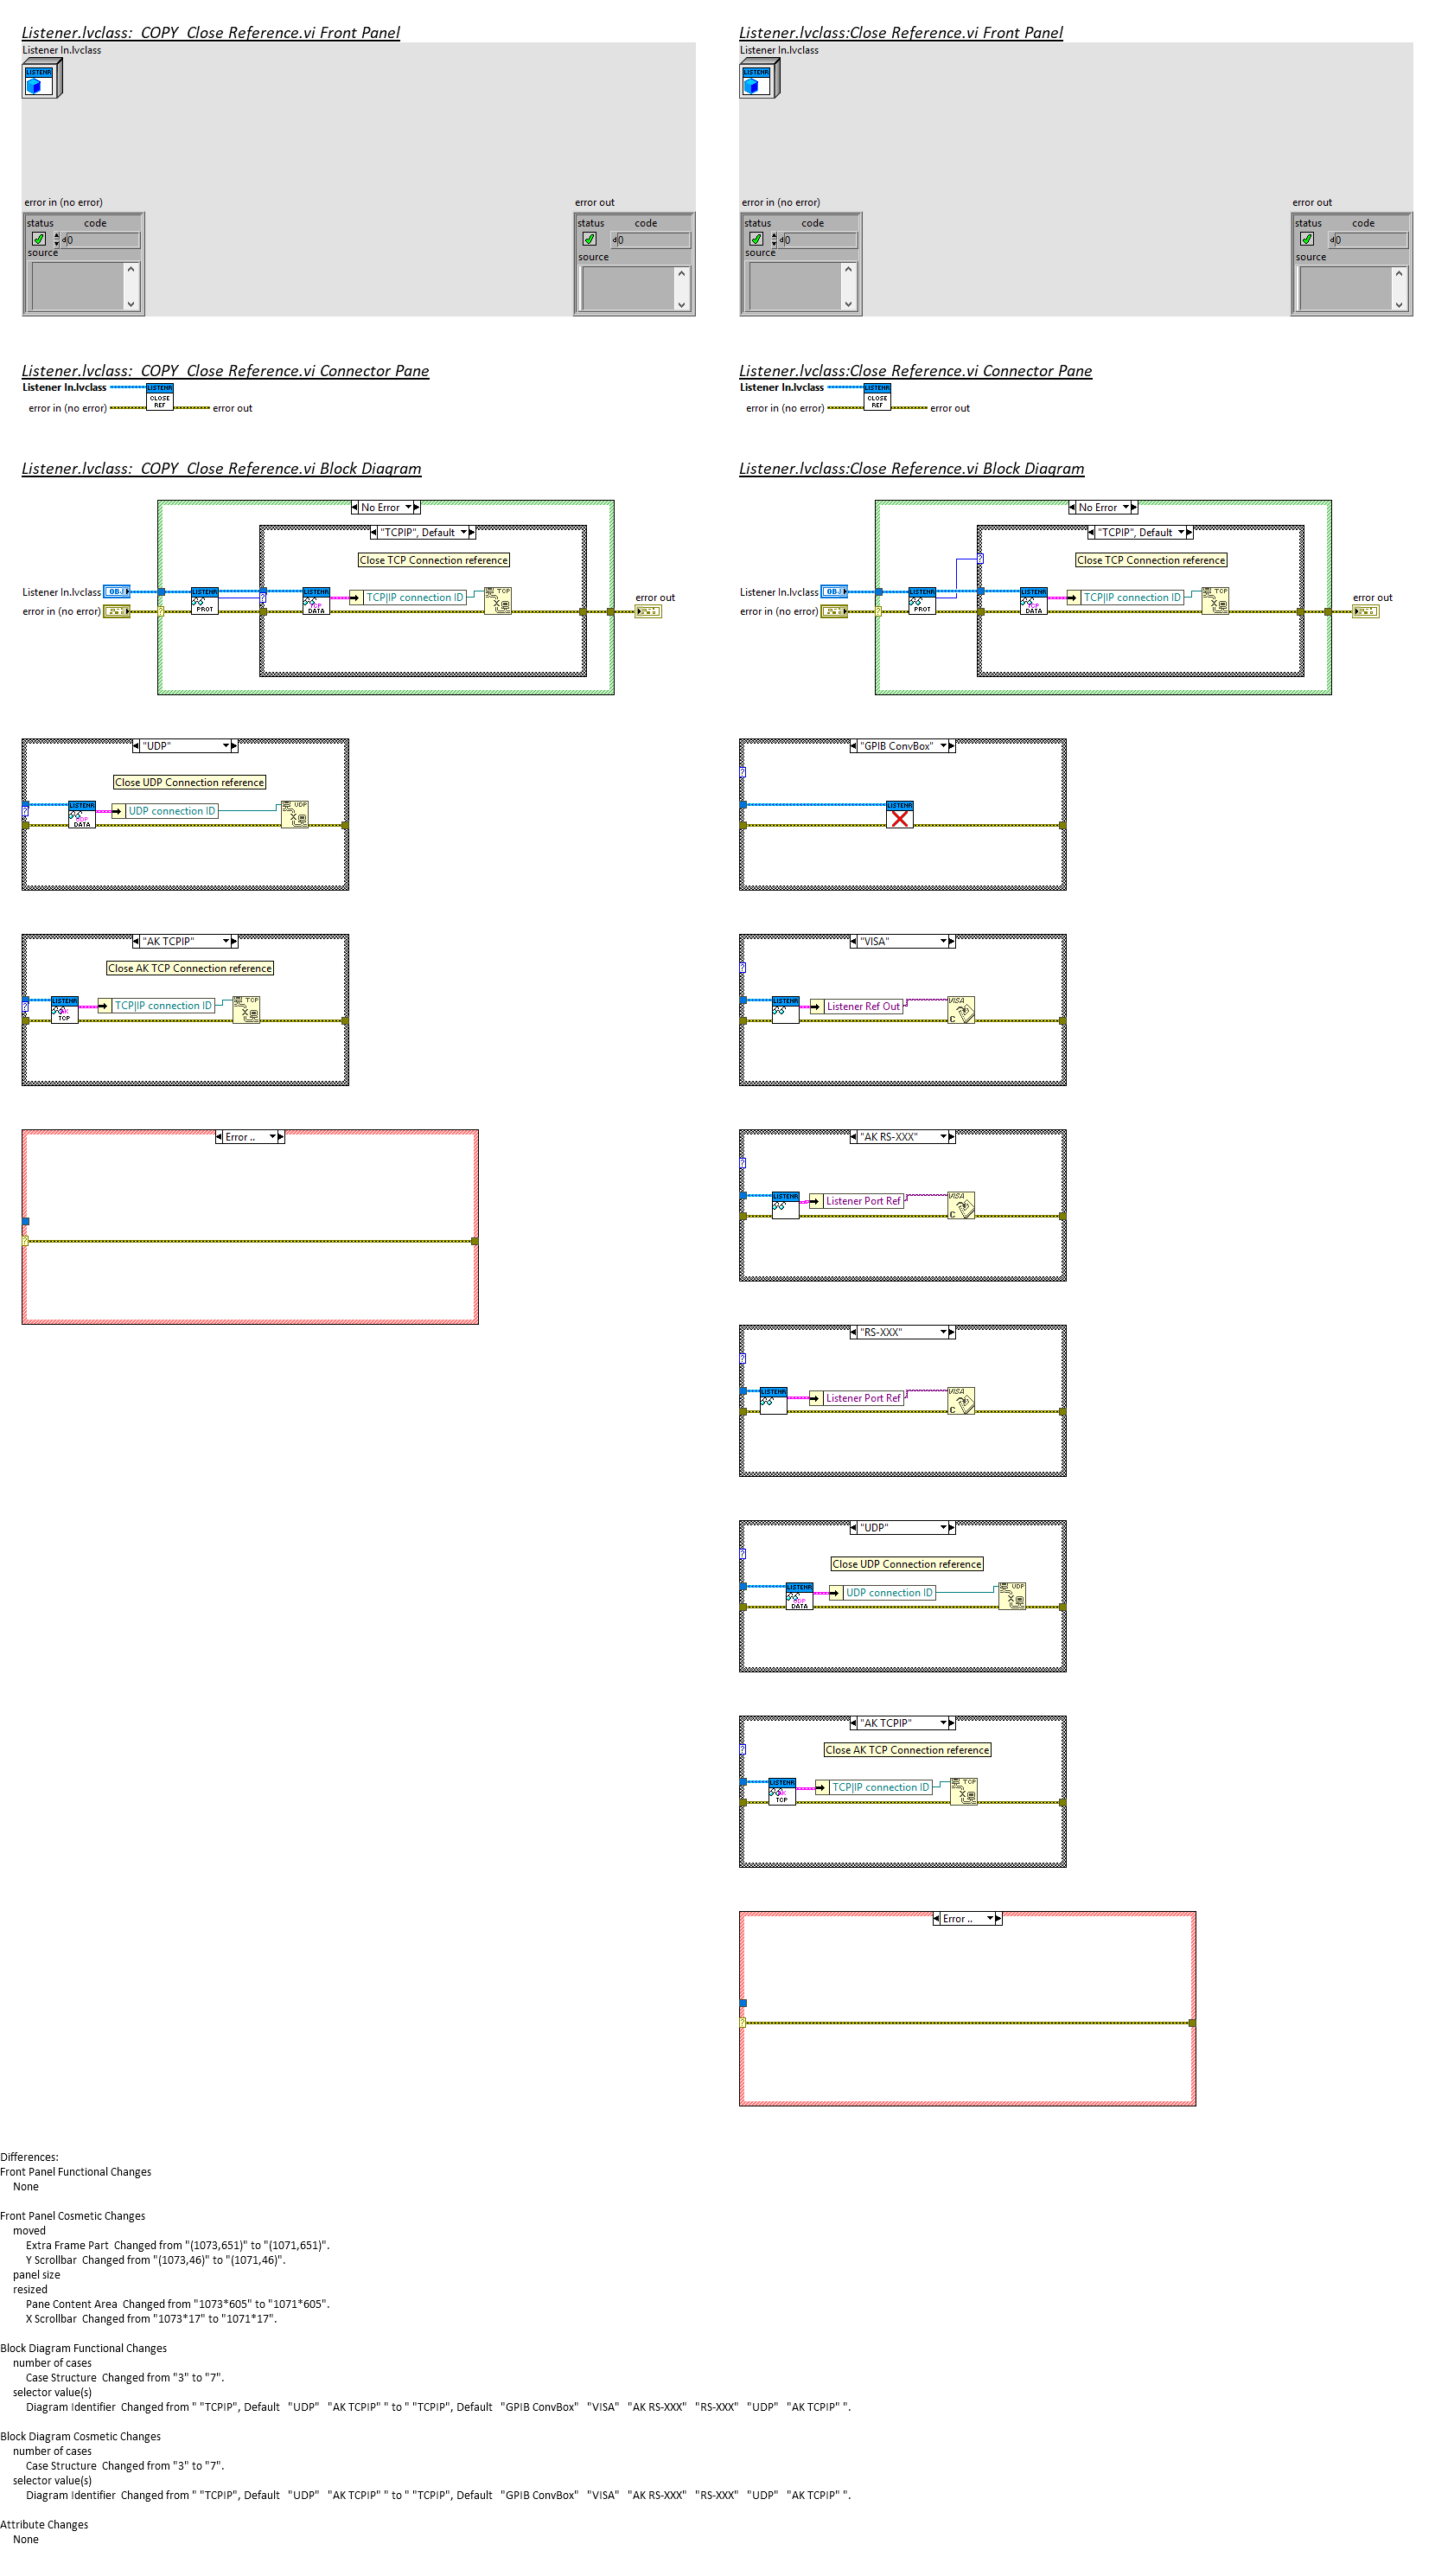 Listener.lvclass:  COPY  Close Reference.vi Front Panel
Listener In.lvclass
LISTENR
error in (no error)
error out
status code
d0
source
status code
d0
source
Listener.lvclass:Close Reference.vi Front Panel
Listener In.lvclass
LISTENR
error in (no error)
error out
status code
d0
source
status code
d0
source
Listener.lvclass:  COPY  Close Reference.vi Connector Pane
Listener In.lvclass
LISTENR
CLOSE
REF
error in (no error)
error out
Listener.lvclass:Close Reference.vi Connector Pane
Listener In.lvclass
LISTENR
CLOSE
REF
error in (no error)
error out
Listener.lvclass:  COPY  Close Reference.vi Block Diagram
No Error
"TCPIP", Default
Close TCP Connection reference
Listener In.lvclass
OBJ
LISTENR
PROT
LISTENR
TCP
DATA
TCP|IP connection ID
TCP
error in (no error)
error out
"UDP"
Close UDP Connection reference
LISTENR
UDP
DATA
UDP connection ID
UDP
"AK TCPIP"
Close AK TCP Connection reference
LISTENR
AK
TCP
TCP|IP connection ID
TCP
Error ..
Listener.lvclass:Close Reference.vi Block Diagram
No Error
"TCPIP", Default
Close TCP Connection reference
Listener In.lvclass
OBJ
LISTENR
PROT
LISTENR
TCP
DATA
TCP|IP connection ID
TCP
error in (no error)
error out
"GPIB ConvBox"
LISTENR
"VISA"
LISTENR
Listener Ref Out
VISA
C
"AK RS-XXX"
LISTENR
Listener Port Ref
VISA
C
"RS-XXX"
LISTENR
Listener Port Ref
VISA
C
"UDP"
Close UDP Connection reference
LISTENR
UDP
DATA
UDP connection ID
UDP
"AK TCPIP"
Close AK TCP Connection reference
LISTENR
AK
TCP
TCP|IP connection ID
TCP
Error ..
Differences:
Front Panel Functional Changes
None
Front Panel Cosmetic Changes
moved
Extra Frame Part  Changed from "(1073,651)" to "(1071,651)".
Y Scrollbar  Changed from "(1073,46)" to "(1071,46)".
panel size
resized
Pane Content Area  Changed from "1073*605" to "1071*605".
X Scrollbar  Changed from "1073*17" to "1071*17".
Block Diagram Functional Changes
number of cases
Case Structure  Changed from "3" to "7".
selector value(s)
Diagram Identifier  Changed from " "TCPIP", Default   "UDP"   "AK TCPIP" " to " "TCPIP", Default   "GPIB ConvBox"   "VISA"   "AK RS-XXX"   "RS-XXX"   "UDP"   "AK TCPIP" ".
Block Diagram Cosmetic Changes
number of cases
Case Structure  Changed from "3" to "7".
selector value(s)
Diagram Identifier  Changed from " "TCPIP", Default   "UDP"   "AK TCPIP" " to " "TCPIP", Default   "GPIB ConvBox"   "VISA"   "AK RS-XXX"   "RS-XXX"   "UDP"   "AK TCPIP" ".
Attribute Changes
None